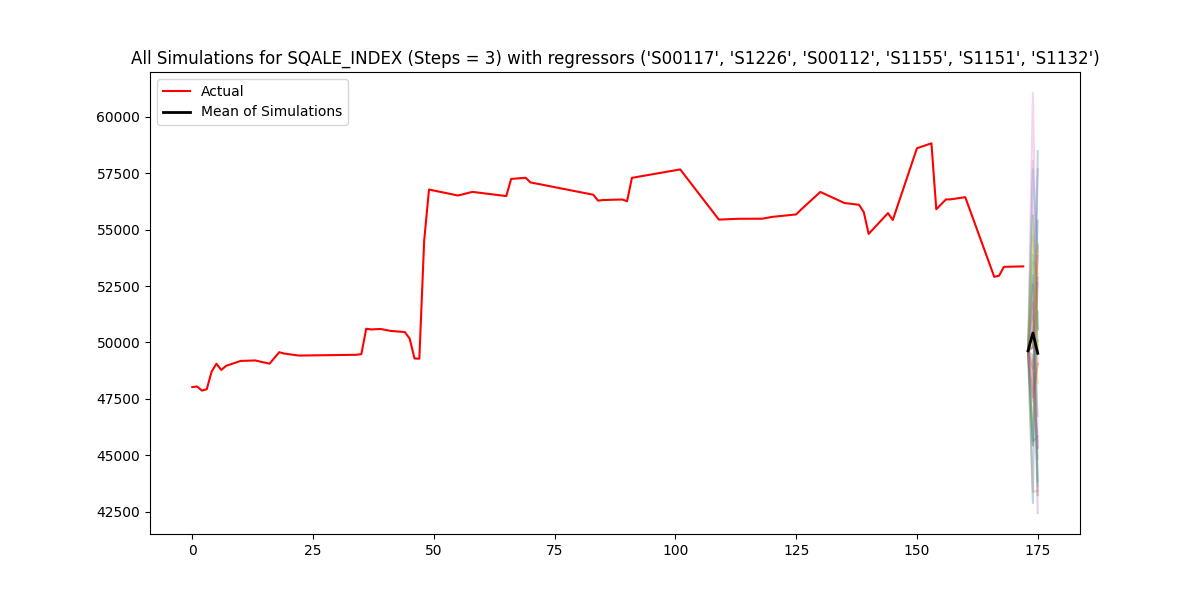 All Simulations for SQALE_INDEX (Steps = 3) with regressors ('S00117', 'S1226', 'S00112', 'S1155', 'S1151', 'S1132')
Actual
Mean of Simulations
60000
57500
55000
52500
50000
47500
45000
42500
0 25 50 75 100 125 150 175